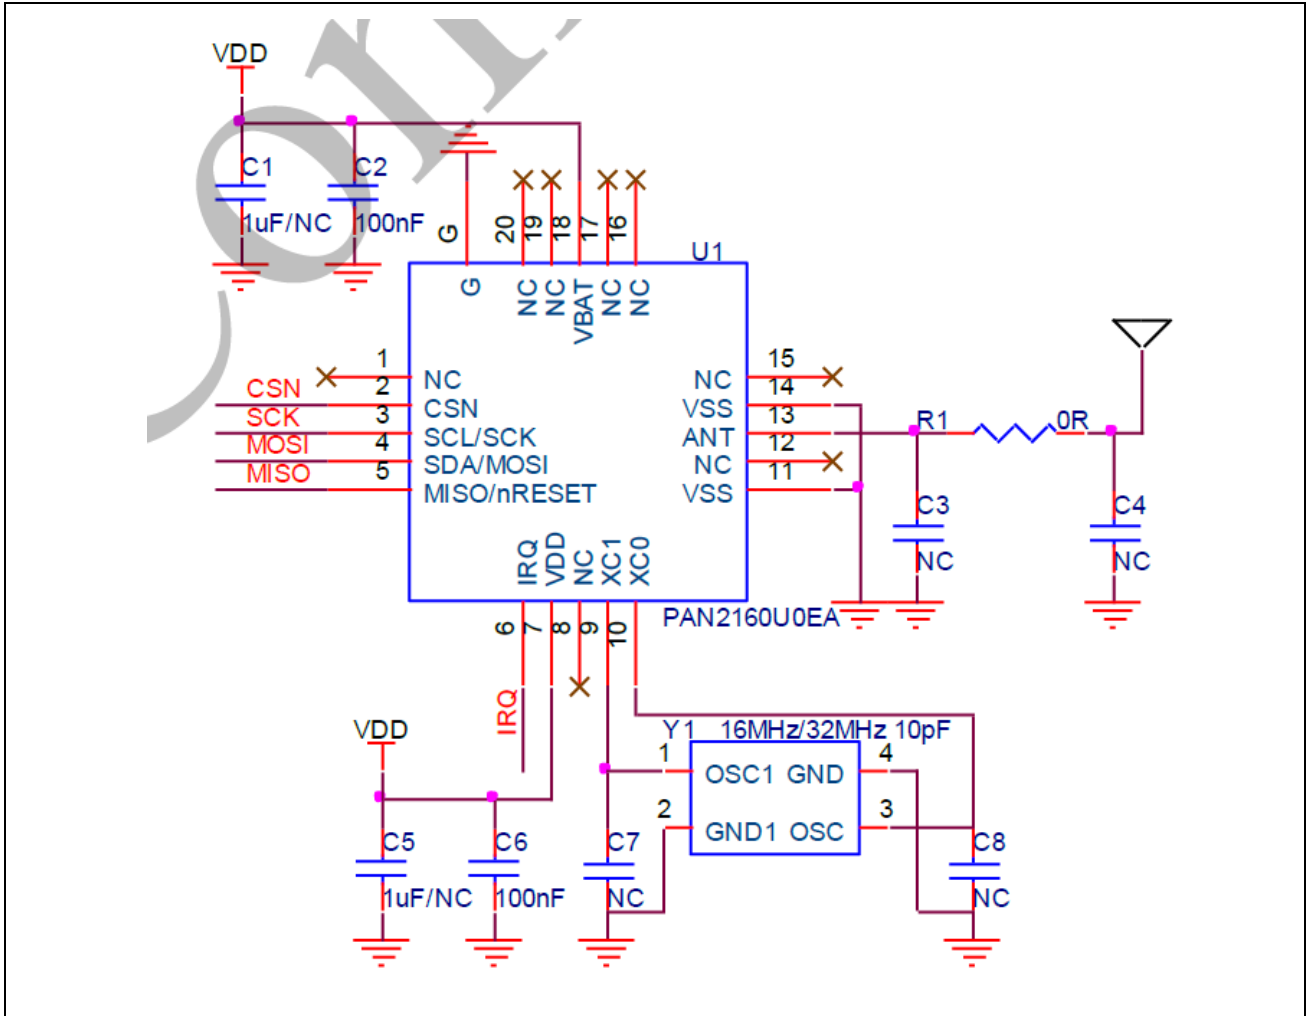 Con
VDD
C1
1uF/NC
C2
100nF
G
20
19
18
17
16
U1
G
NC
NC
VBAT
NC
NC
1
NC
CSN
2
CSN
SCK
3
SCL/SCK
MOSI
4
SDA/MOSI
MISO
5
MISO/nRESET
15
NC
14
VSS
13
ANT
12
NC
11
VSS
R1
0R
C3
NC
C4
NC
IRQ
VDD
NC
XC1
XC0
PAN2160U0EA
6
7
8
9
10
IRQ
VDD
C5
1uF/NC
C6
100nF
Y1
16MHz/32MHz 10pF
1
OSC1
GND
4
2
GND1
OSC
3
C7
NC
C8
NC